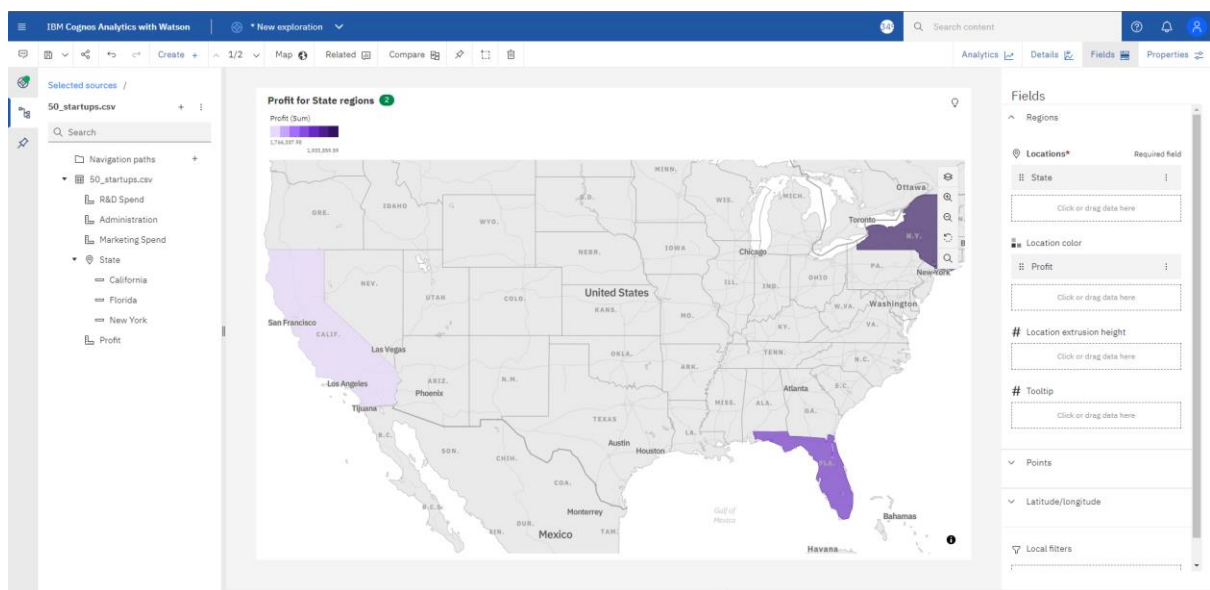 IBM Cognos Analytics with Watson
* New exploration
Search content
Create +
1/2
Map
Related
Compare
Analytics
Details
Fields
Properties
Selected sources /
50_startups.csv
Search
Navigation paths
50_startups.csv
R&D Spend
Administration
Marketing Spend
State
California
Florida
New York
Profit
Profit for State regions 2
Profit (Sum)
MINN.
Ottawa
ORE.
IDAHO
S.D.
WIS.
MICH.
WYO.
Toronto
N.Y.
NEBR.
IOWA
Chicago
PA.
New York
NEV.
UTAH
COLO.
ILL.
IND.
OHIO
United States
KANS.
MO.
W.VA.
Washington
San Francisco
CALIF.
KY.
VA.
Las Vegas
OKLA.
TENN.
N.C.
ARK.
Los Angeles
ARIZ.
N.M.
Phoenix
Atlanta
S.C.
Tijuana
MISS.
ALA.
GA.
TEXAS
B.C.
LA.
Austin
SON.
CHIH.
Houston
FLA.
COA.
B.C.S.
Monterrey
Gulf of
Mexico
Bahamas
DUR.
SIN.
Mexico
TAM.
Havana
Fields
Regions
Locations*
Required field
State
Click or drag data here
Location color
Profit
Click or drag data here
# Location extrusion height
Click or drag data here
# Tooltip
Click or drag data here
Points
Latitude/longitude
Local filters